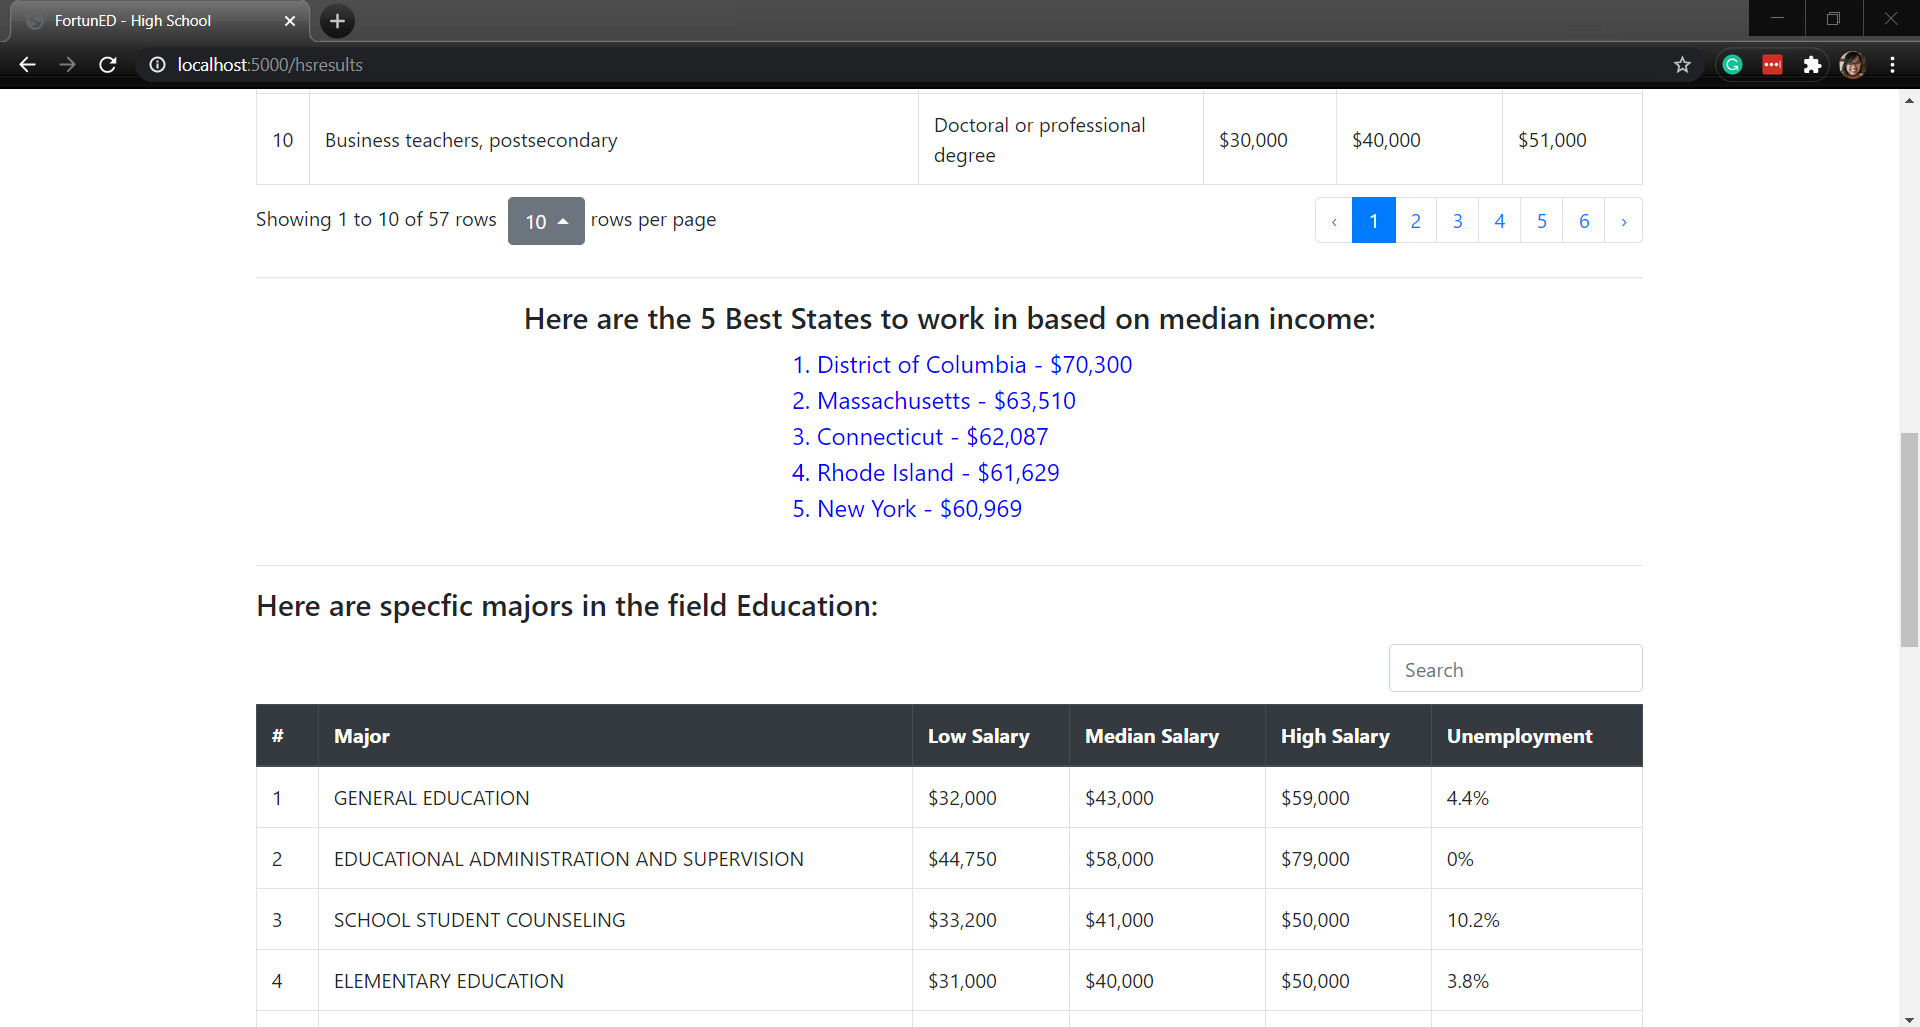 FortunED - High School
localhost:5000/hsresults
10 Business teachers, postsecondary Doctoral or professional degree $30,000 $40,000 $51,000
Showing 1 to 10 of 57 rows 10 rows per page ‹ 1 2 3 4 5 6 ›
Here are the 5 Best States to work in based on median income:
1. District of Columbia - $70,300
2. Massachusetts - $63,510
3. Connecticut - $62,087
4. Rhode Island - $61,629
5. New York - $60,969
Here are specfic majors in the field Education:
Search
# Major Low Salary Median Salary High Salary Unemployment
1 GENERAL EDUCATION $32,000 $43,000 $59,000 4.4%
2 EDUCATIONAL ADMINISTRATION AND SUPERVISION $44,750 $58,000 $79,000 0%
3 SCHOOL STUDENT COUNSELING $33,200 $41,000 $50,000 10.2%
4 ELEMENTARY EDUCATION $31,000 $40,000 $50,000 3.8%